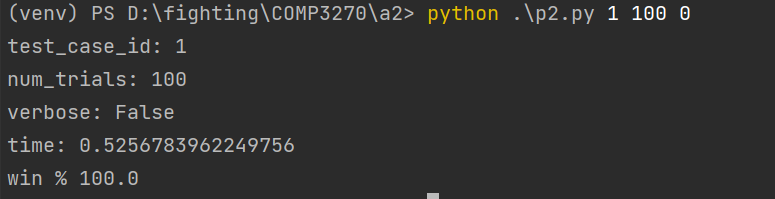 (venv) PS D:\fighting\COMP3270\a2> python .\p2.py 1 100 0
test_case_id: 1
num_trials: 100
verbose: False
time: 0.5256783962249756
win % 100.0